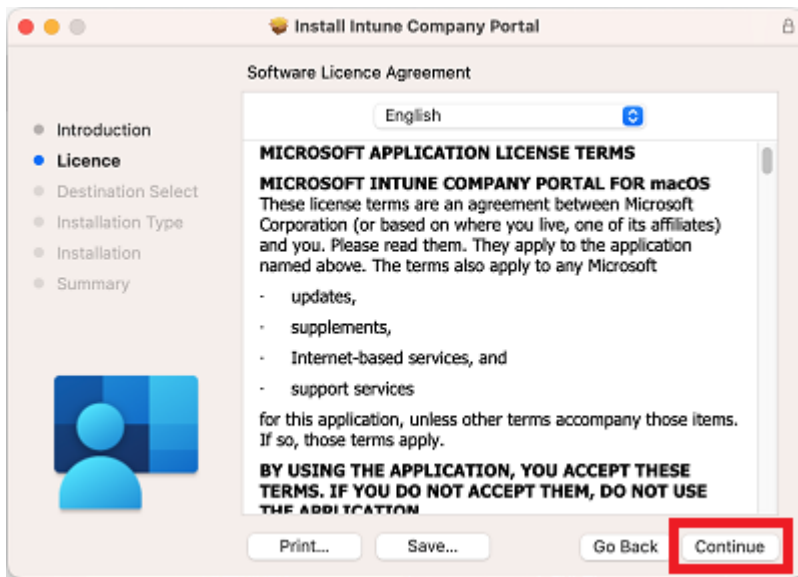 Install Intune Company Portal
Software Licence Agreement
Introduction
Licence
Destination Select
Installation Type
Installation
Summary
English
MICROSOFT APPLICATION LICENSE TERMS
MICROSOFT INTUNE COMPANY PORTAL FOR macOS
These license terms are an agreement between Microsoft
Corporation (or based on where you live, one of its affiliates)
and you. Please read them. They apply to the application
named above. The terms also apply to any Microsoft
· updates,
· supplements,
· Internet-based services, and
· support services
for this application, unless other terms accompany those items.
If so, those terms apply.
BY USING THE APPLICATION, YOU ACCEPT THESE
TERMS. IF YOU DO NOT ACCEPT THEM, DO NOT USE
THE APPLICATION
Print...
Save...
Go Back
Continue